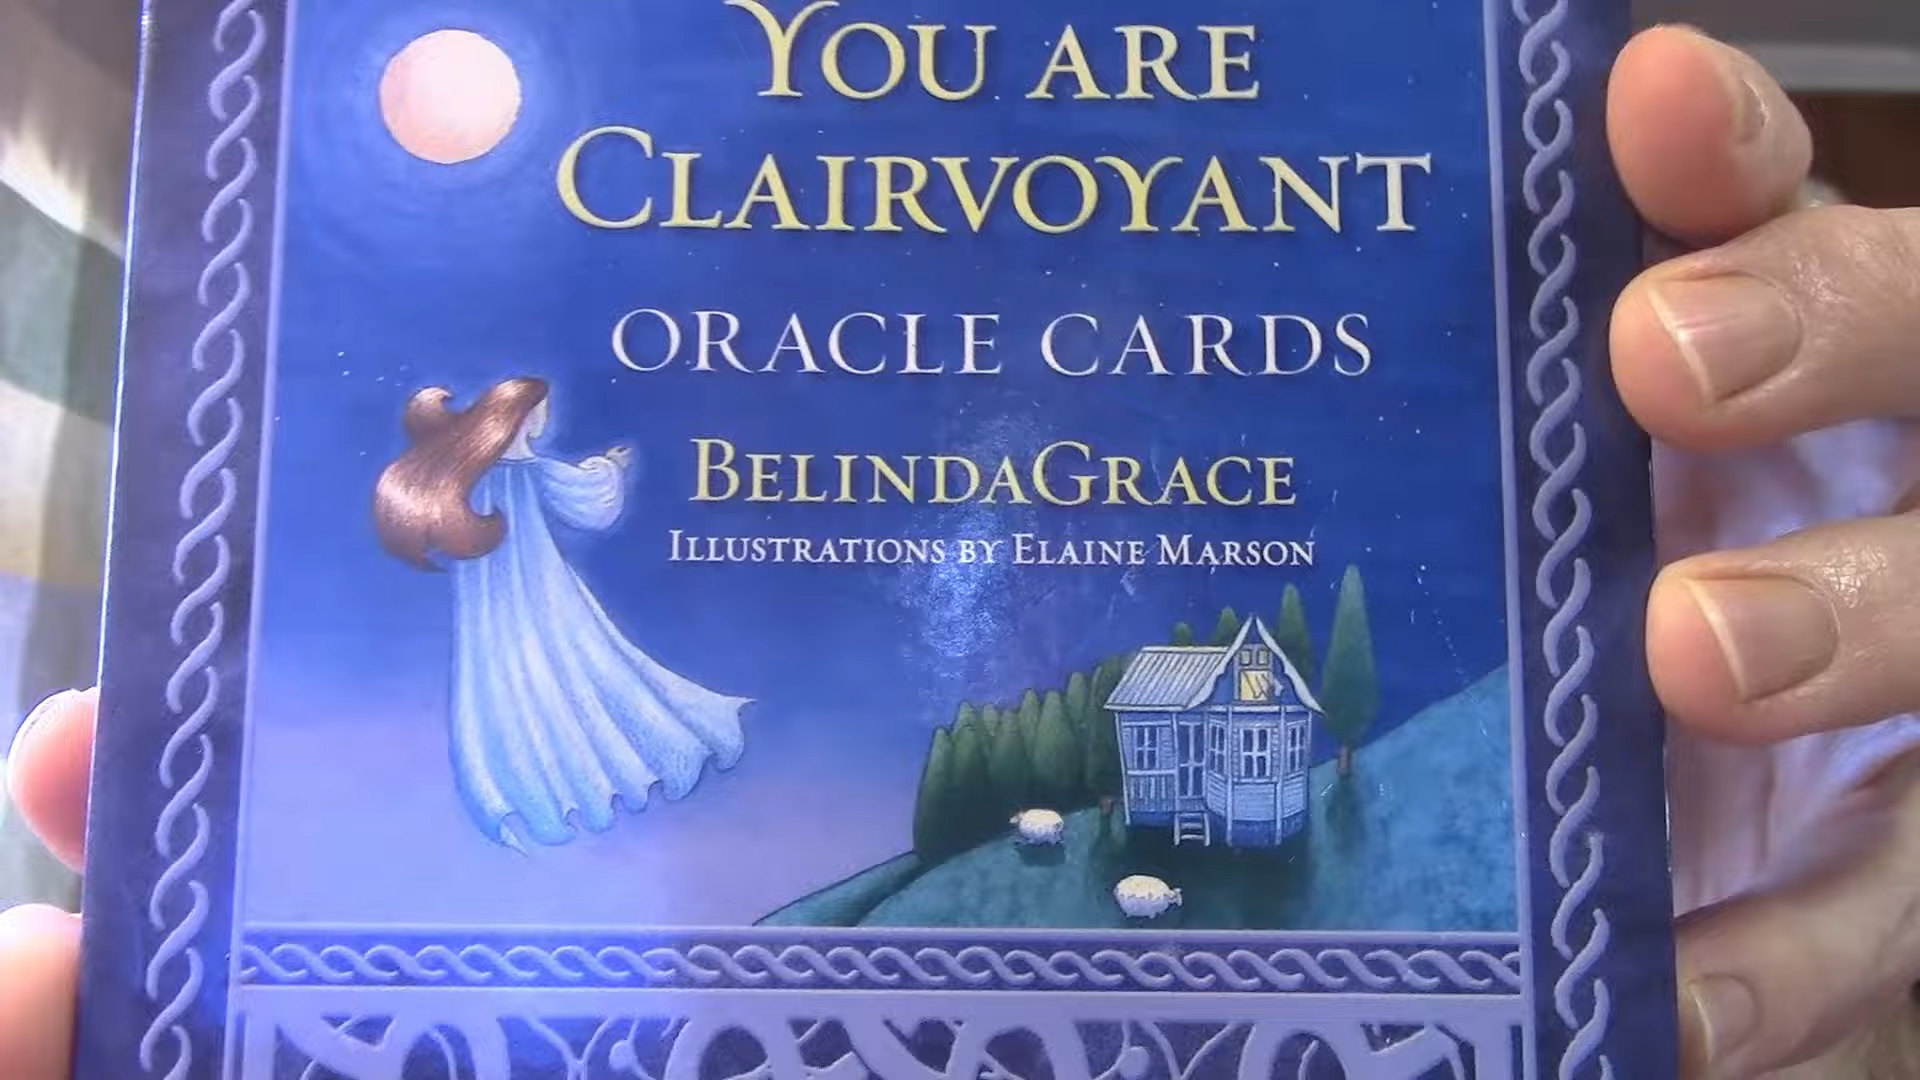 YOU ARE
CLAIRVOYANT
ORACLE CARDS
BELINDAGRACE
ILLUSTRATIONS BY ELAINE MARSON